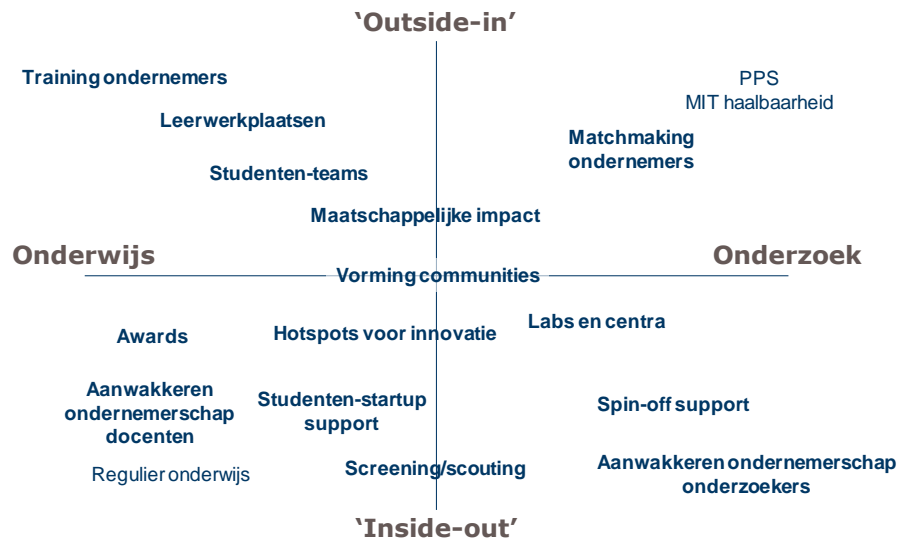 ‘Outside-in’
Training ondernemers
PPS
MIT haalbaarheid
Leerwerkplaatsen
Matchmaking
ondernemers
Studenten-teams
Maatschappelijke impact
Onderwijs
Onderzoek
Vorming communities
Awards
Hotspots voor innovatie
Labs en centra
Aanwakkeren
ondernemerschap
docenten
Studenten-startup
support
Spin-off support
Regulier onderwijs
Screening/scouting
Aanwakkeren ondernemerschap
onderzoekers
‘Inside-out’